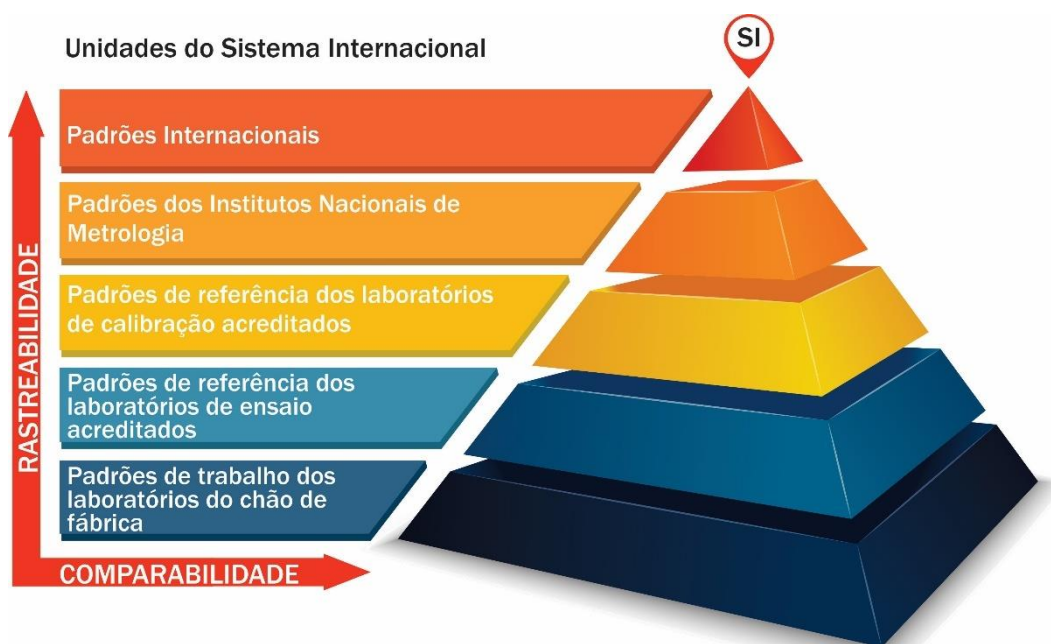 Unidades do Sistema Internacional
SI
Padrões Internacionais
Padrões dos Institutos Nacionais de
Metrologia
Padrões de referência dos laboratórios
de calibração acreditados
Padrões de referência dos
laboratórios de ensaio
acreditados
Padrões de trabalho dos
laboratórios do chão de
fábrica
RASTREABILIDADE
COMPARABILIDADE